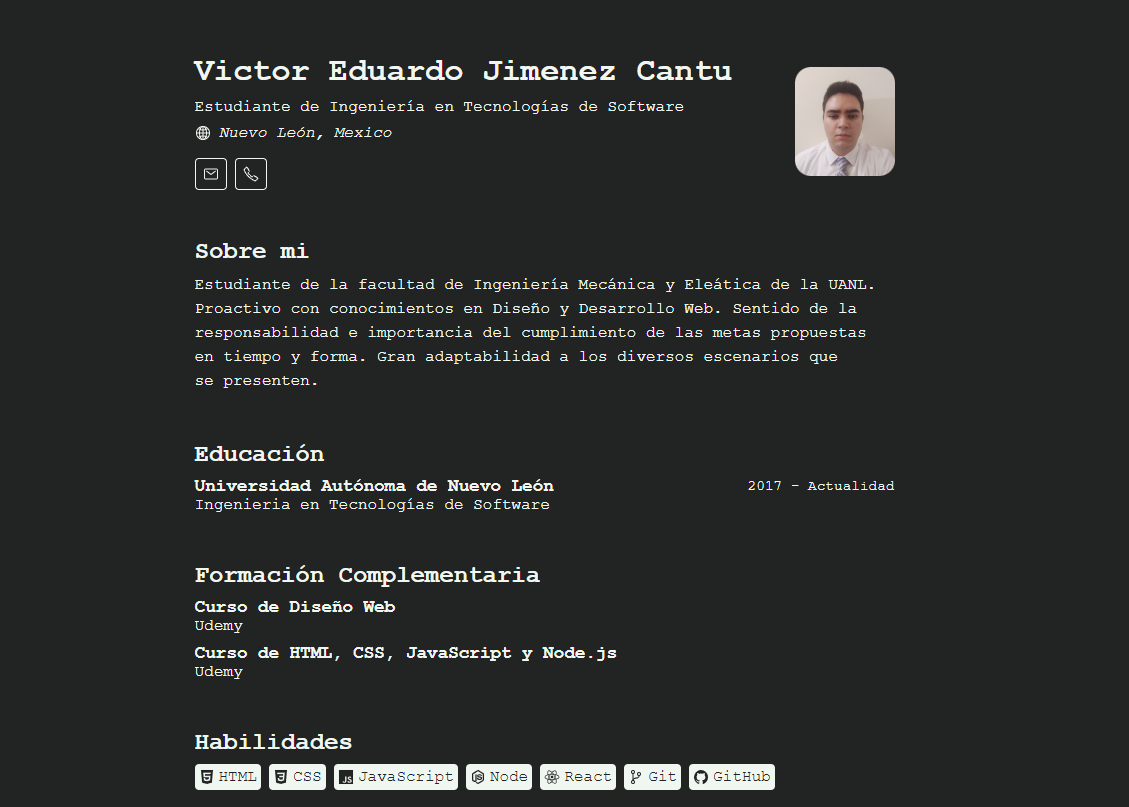 Victor Eduardo Jimenez Cantu
Estudiante de Ingeniería en Tecnologías de Software
Nuevo León, Mexico
Sobre mi
Estudiante de la facultad de Ingeniería Mecánica y Eleática de la UANL.
Proactivo con conocimientos en Diseño y Desarrollo Web. Sentido de la
responsabilidad e importancia del cumplimiento de las metas propuestas
en tiempo y forma. Gran adaptabilidad a los diversos escenarios que
se presenten.
Educación
Universidad Autónoma de Nuevo León 2017 - Actualidad
Ingenieria en Tecnologías de Software
Formación Complementaria
Curso de Diseño Web
Udemy
Curso de HTML, CSS, JavaScript y Node.js
Udemy
Habilidades
HTML CSS JavaScript Node React Git GitHub